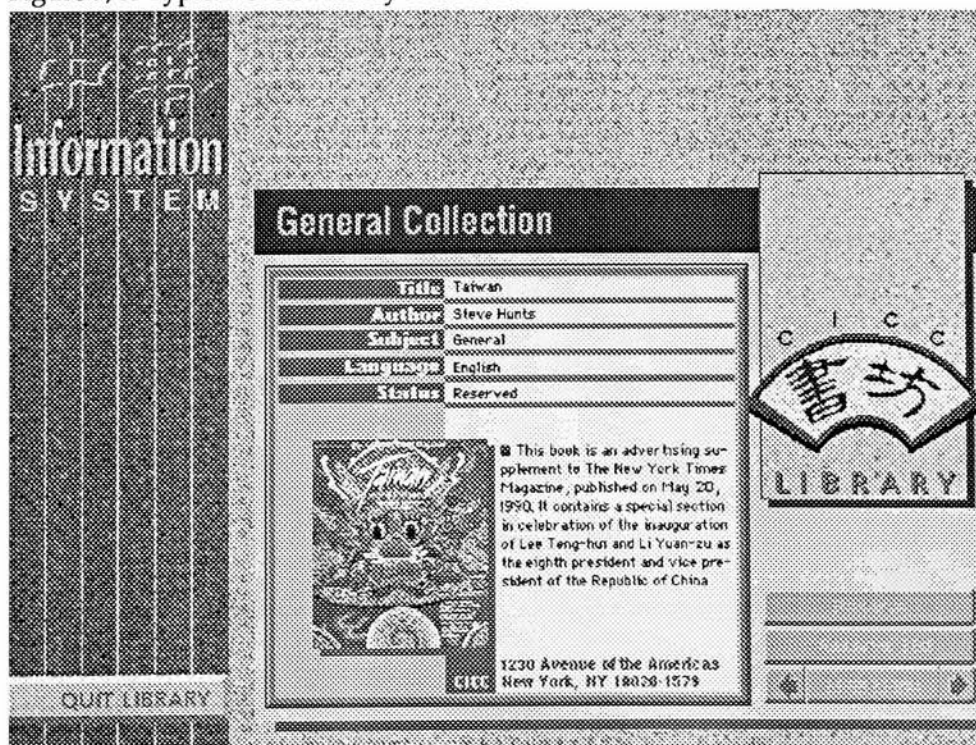 Information
SYSTEM
General Collection
Title Taiwan
Author Steve Hunts
Subject General
Language English
Status Reserved
C I C C
書坊
LIBRARY
This book is an advertising su-
plement to The New York Times
Magazine, published on May 20,
1990. It contains a special section
in celebration of the inauguration
of Lee Teng-hui and Li Yuan-zu as
the eighth president and vice pre-
sident of the Republic of China
CICC
1230 Avenue of the Americas
New York, NY 10020-1579
QUIT LIBRARY